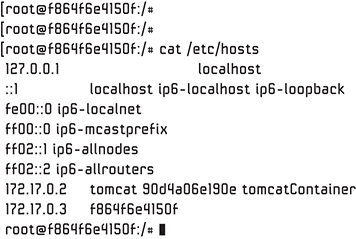 [root@f864f6e4150f:/#
[root@f864f6e4150f:/#
[root@f864f6e4150f:/# cat /etc/hosts
127.0.0.1 localhost
::1 localhost ip6-localhost ip6-loopback
fe00::0 ip6-localnet
ff00::0 ip6-mcastprefix
ff02::1 ip6-allnodes
ff02::2 ip6-allrouters
172.17.0.2 tomcat 90d4a06e190e tomcatContainer
172.17.0.3 f864f6e4150f
root@f864f6e4150f:/#